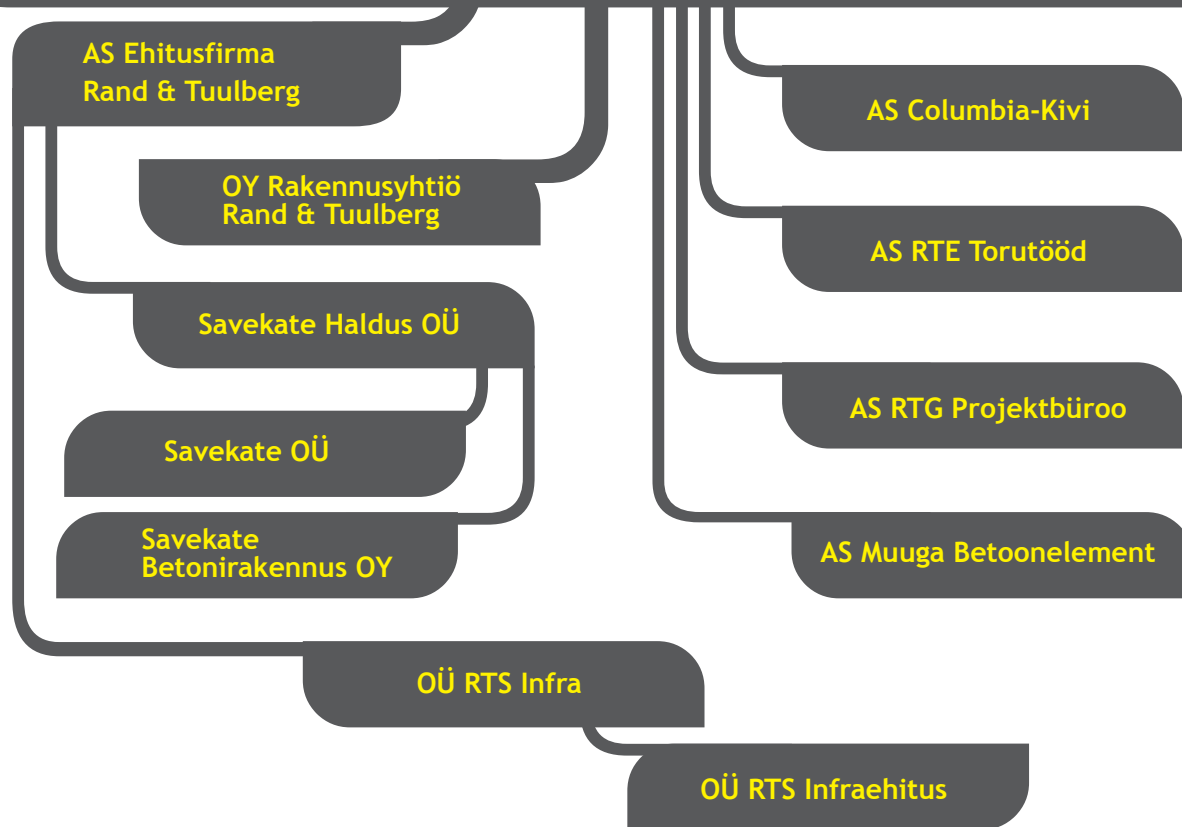 AS Ehitusfirma
Rand & Tuulberg
AS Columbia-Kivi
OY Rakennusyhtiö
Rand & Tuulberg
AS RTE Torutööd
Savekate Haldus OÜ
AS RTG Projektbüroo
Savekate OÜ
Savekate
Betonirakennus OY
AS Muuga Betoonelement
OÜ RTS Infra
OÜ RTS Infraehitus